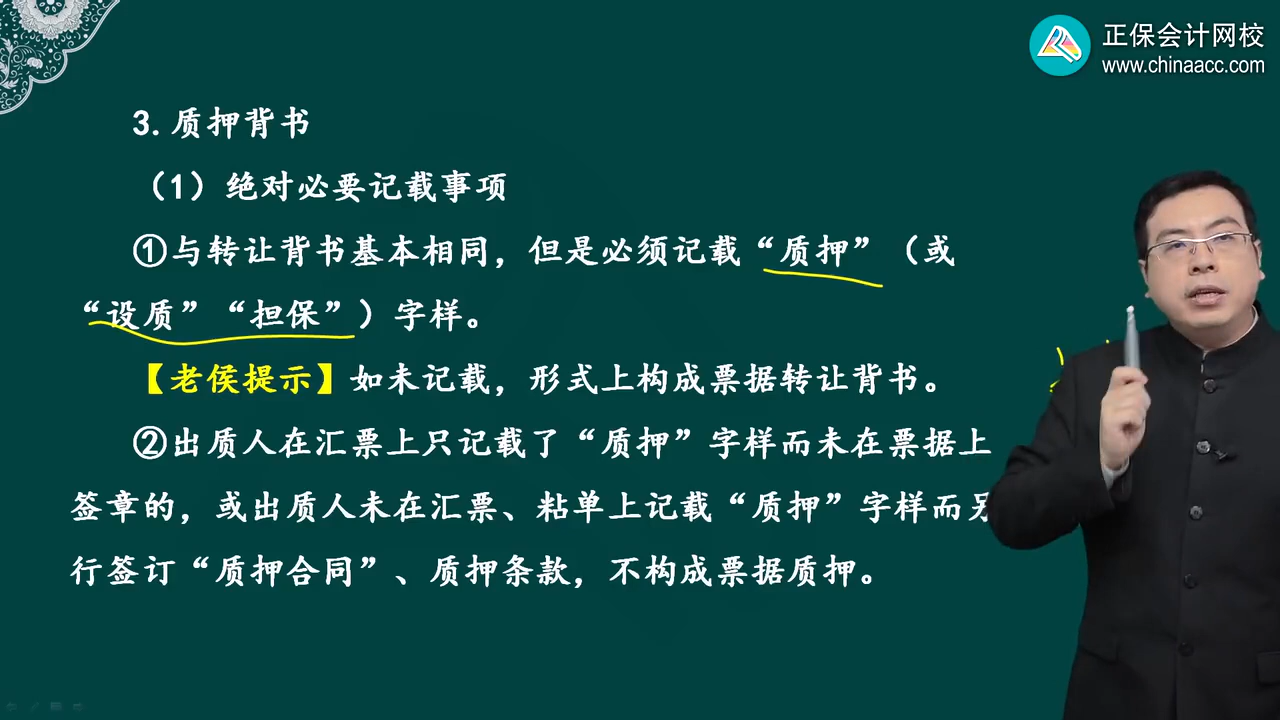 正保会计网校
www.chinaacc.com
3.质押背书
（1）绝对必要记载事项
①与转让背书基本相同，但是必须记载“质押”（或
“设质”“担保”）字样。
【老侯提示】如未记载，形式上构成票据转让背书。
②出质人在汇票上只记载了“质押”字样而未在票据上
签章的，或出质人未在汇票、粘单上记载“质押”字样而另
行签订“质押合同”、质押条款，不构成票据质押。